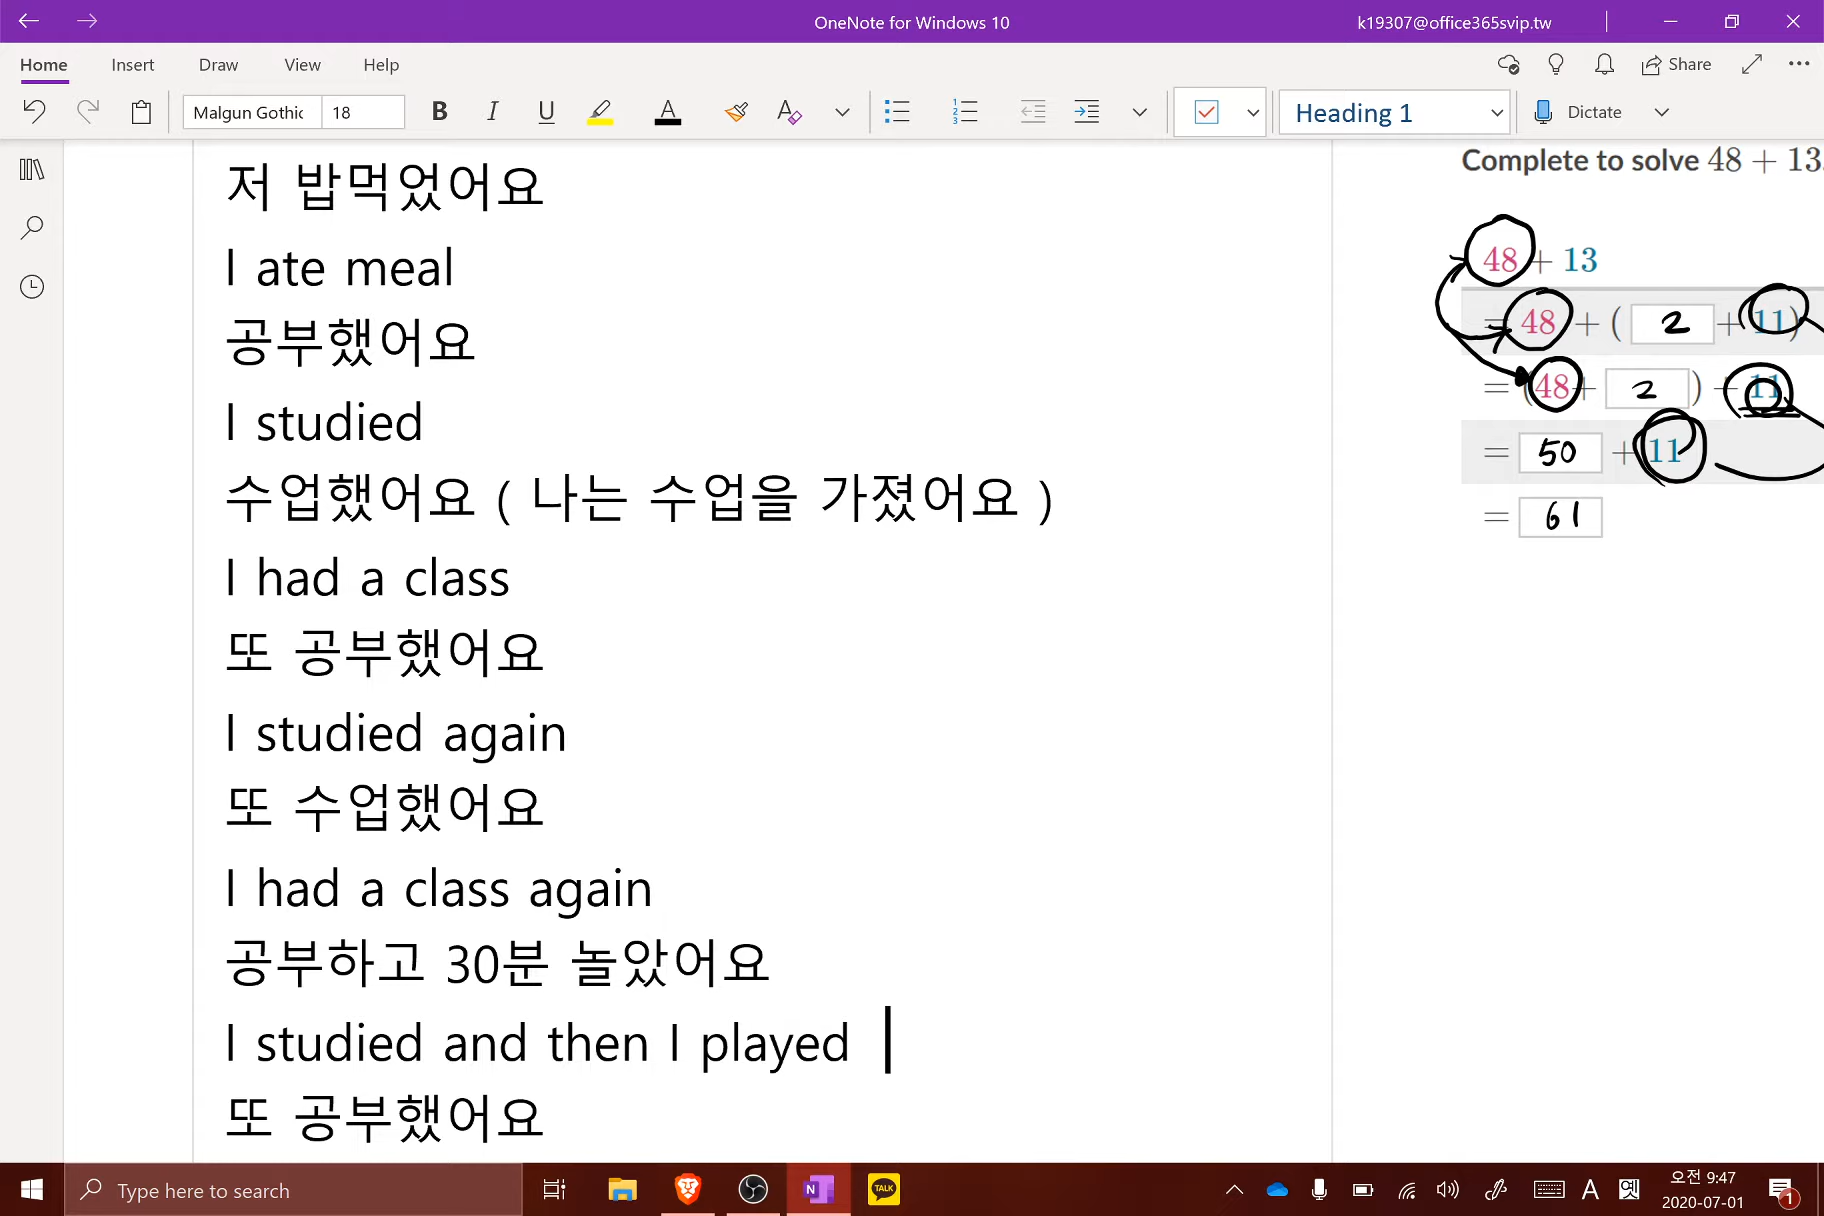 OneNote for Windows 10
k19307@office365svip.tw
Home Insert Draw View Help
Share
Malgun Gothic 18 B I U A A
Heading 1
Dictate
저 밥먹었어요
I ate meal
공부했어요
I studied
수업했어요 ( 나는 수업을 가졌어요 )
I had a class
또 공부했어요
I studied again
또 수업했어요
I had a class again
공부하고 30분 놀았어요
I studied and then I played
또 공부했어요
Complete to solve 48 + 13.
48 + 13
= 48 + ( 2 + 11)
= (48 + 2 ) + 11
= 50 + 11
= 61
Type here to search
N
TALK
A
오전 9:47
2020-07-01
1